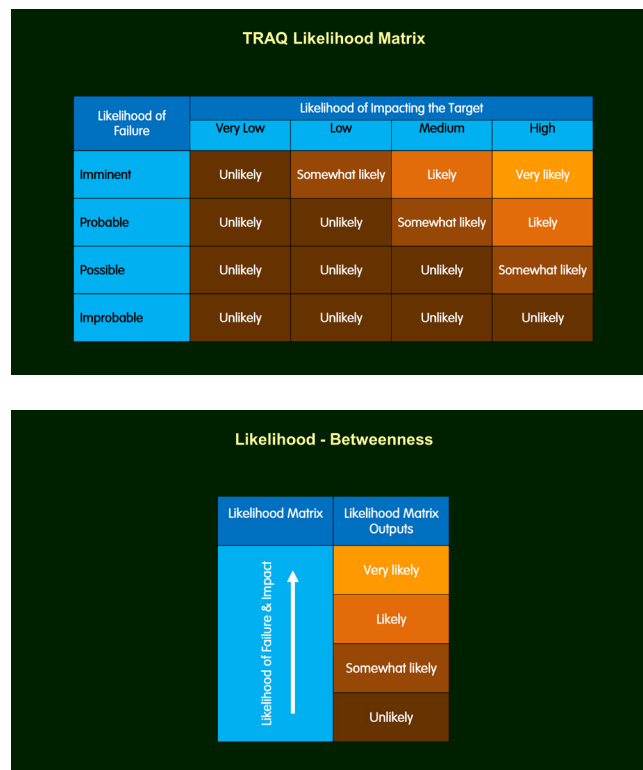 TRAQ Likelihood Matrix
Likelihood of
Failure
Likelihood of Impacting the Target
Very Low Low Medium High
Imminent Unlikely Somewhat likely Likely Very likely
Probable Unlikely Unlikely Somewhat likely Likely
Possible Unlikely Unlikely Unlikely Somewhat likely
Improbable Unlikely Unlikely Unlikely Unlikely
Likelihood - Betweenness
Likelihood Matrix
Likelihood Matrix
Outputs
Likelihood of Failure & Impact
Very likely
Likely
Somewhat likely
Unlikely